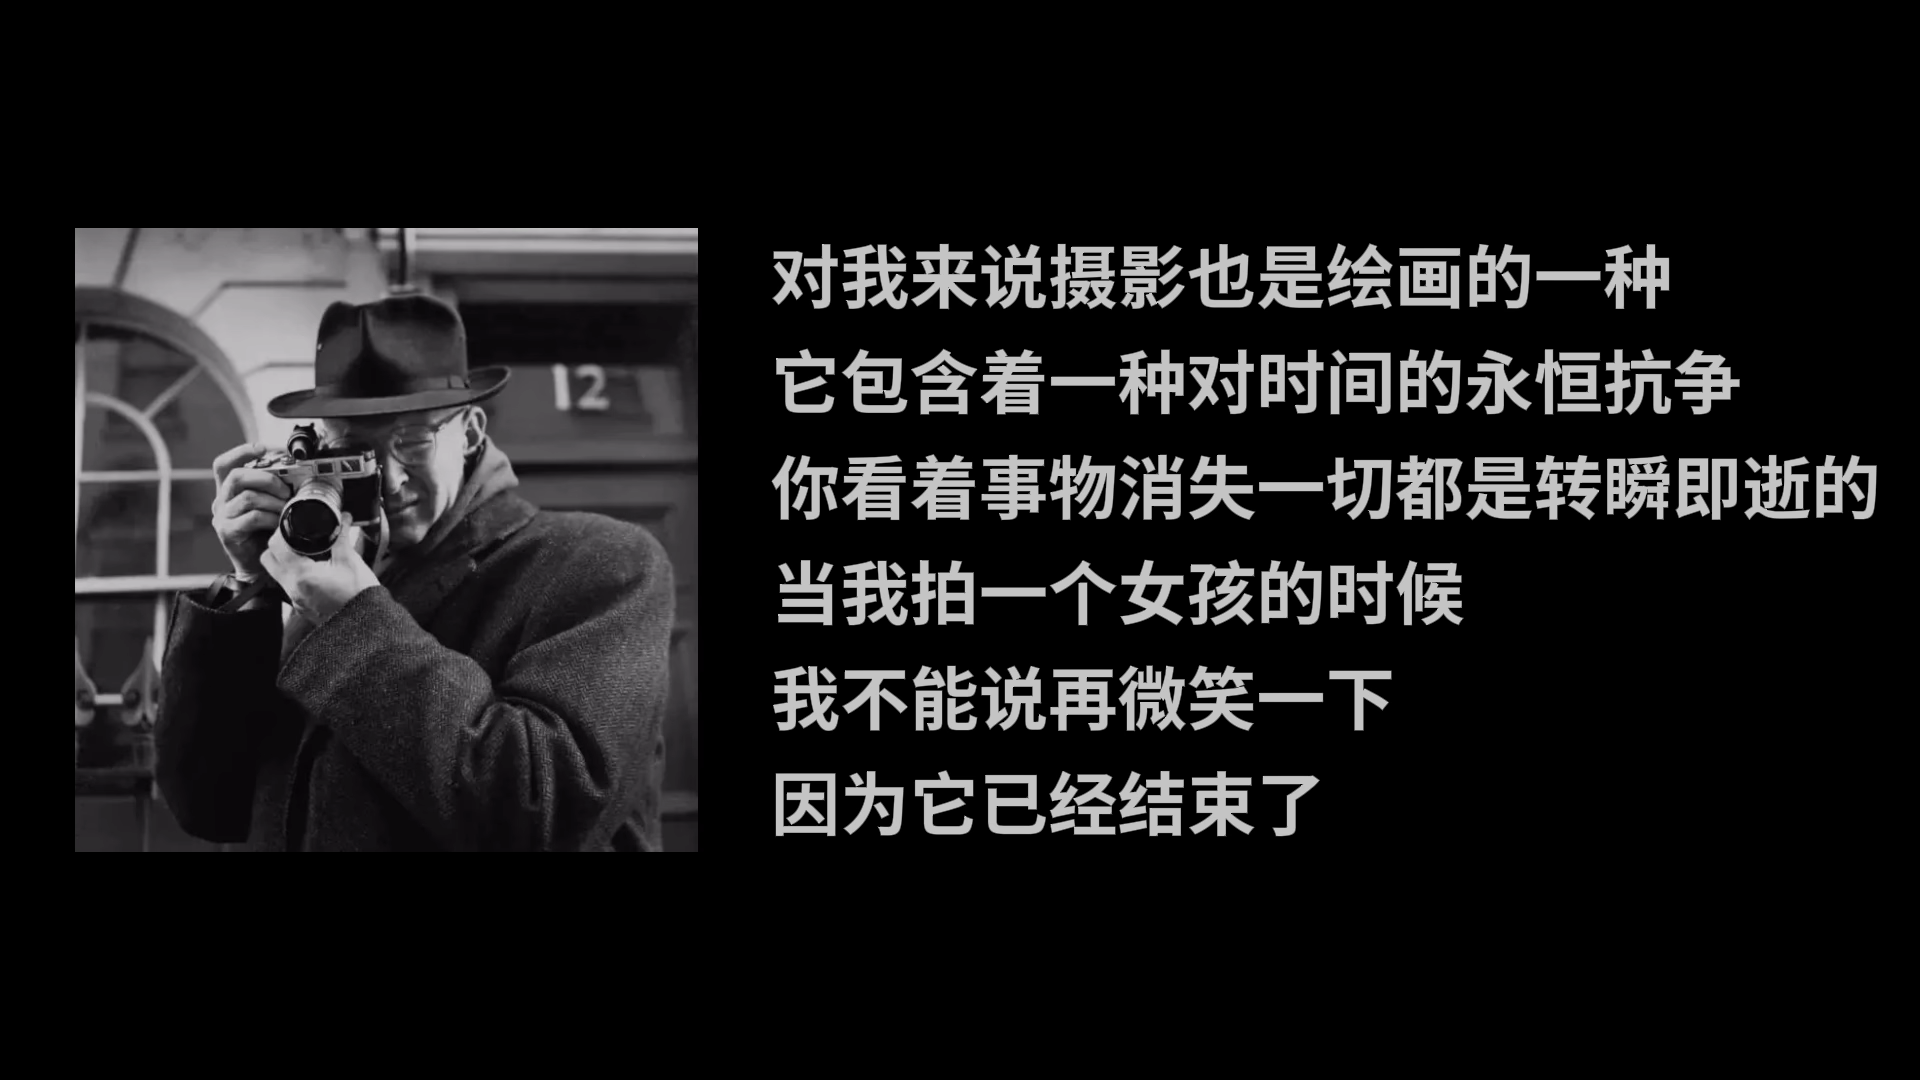 12
对我来说摄影也是绘画的一种
它包含着一种对时间的永恒抗争
你看着事物消失一切都是转瞬即逝的
当我拍一个女孩的时候
我不能说再微笑一下
因为它已经结束了